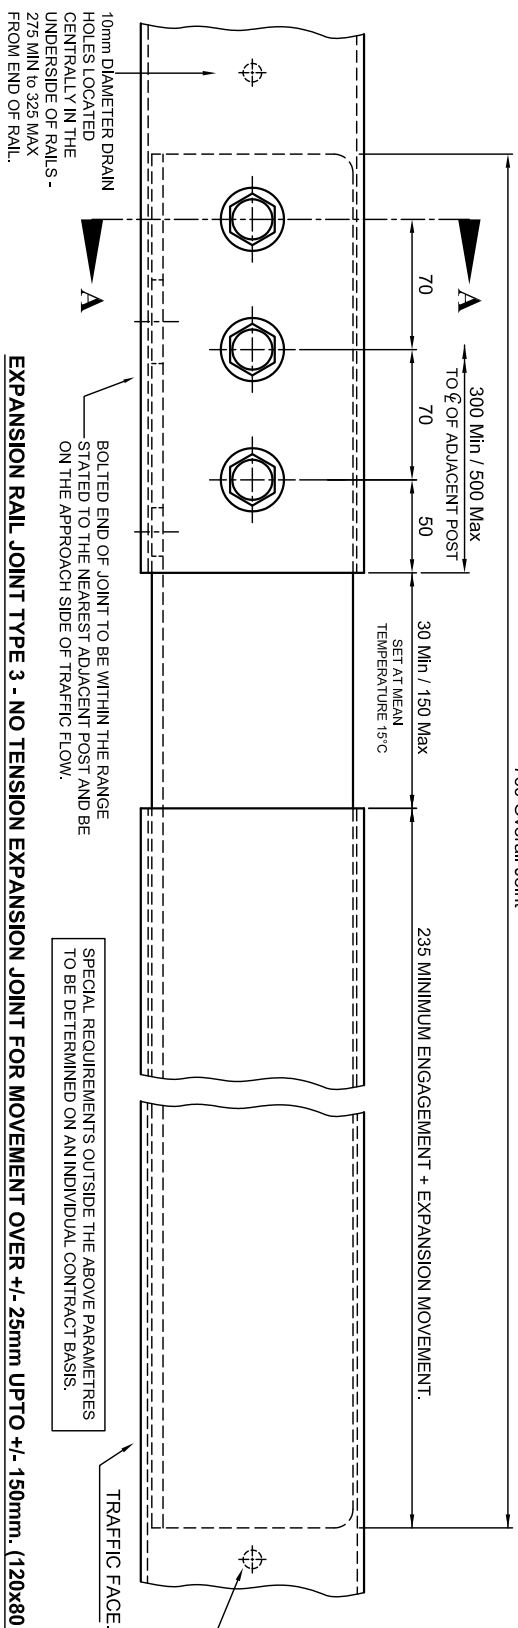 Overall Joint
A
A
300 Min / 500 Max
TO ℄ OF ADJACENT POST
70
70
50
30 Min / 150 Max
SET AT MEAN
TEMPERATURE 15°C
235 MINIMUM ENGAGEMENT + EXPANSION MOVEMENT.
10mm DIAMETER DRAIN
HOLES LOCATED
CENTRALLY IN THE
UNDERSIDE OF RAILS -
275 MIN to 325 MAX
FROM END OF RAIL.
BOLTED END OF JOINT TO BE WITHIN THE RANGE
STATED TO THE NEAREST ADJACENT POST AND BE
ON THE APPROACH SIDE OF TRAFFIC FLOW.
SPECIAL REQUIREMENTS OUTSIDE THE ABOVE PARAMETRES
TO BE DETERMINED ON AN INDIVIDUAL CONTRACT BASIS.
TRAFFIC FACE.
EXPANSION RAIL JOINT TYPE 3 - NO TENSION EXPANSION JOINT FOR MOVEMENT OVER +/- 25mm UPTO +/- 150mm. (120x80